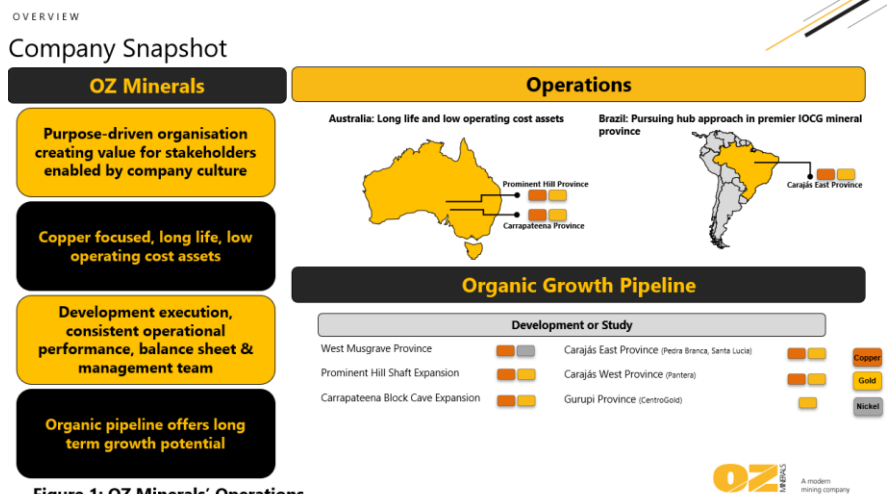 OVERVIEW
Company Snapshot
OZ Minerals
Purpose-driven organisation
creating value for stakeholders
enabled by company culture
Copper focused, long life, low
operating cost assets
Development execution,
consistent operational
performance, balance sheet &
management team
Organic pipeline offers long
term growth potential
Operations
Australia: Long life and low operating cost assets
Prominent Hill Province
Carrapateena Province
Brazil: Pursuing hub approach in premier IOCG mineral
province
Carajás East Province
Organic Growth Pipeline
Development or Study
West Musgrave Province
Prominent Hill Shaft Expansion
Carrapateena Block Cave Expansion
Carajás East Province (Pedra Branca, Santa Lucia)
Carajás West Province (Pantera)
Gurupi Province (CentroGold)
Copper
Gold
Nickel
OZ
MINERALS
A modern
mining company
Figure 1: OZ Minerals' Operations